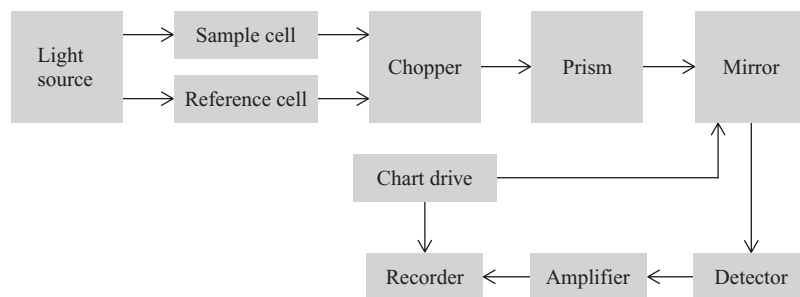 Light
source
Sample cell
Reference cell
Chopper
Prism
Mirror
Chart drive
Recorder
Amplifier
Detector